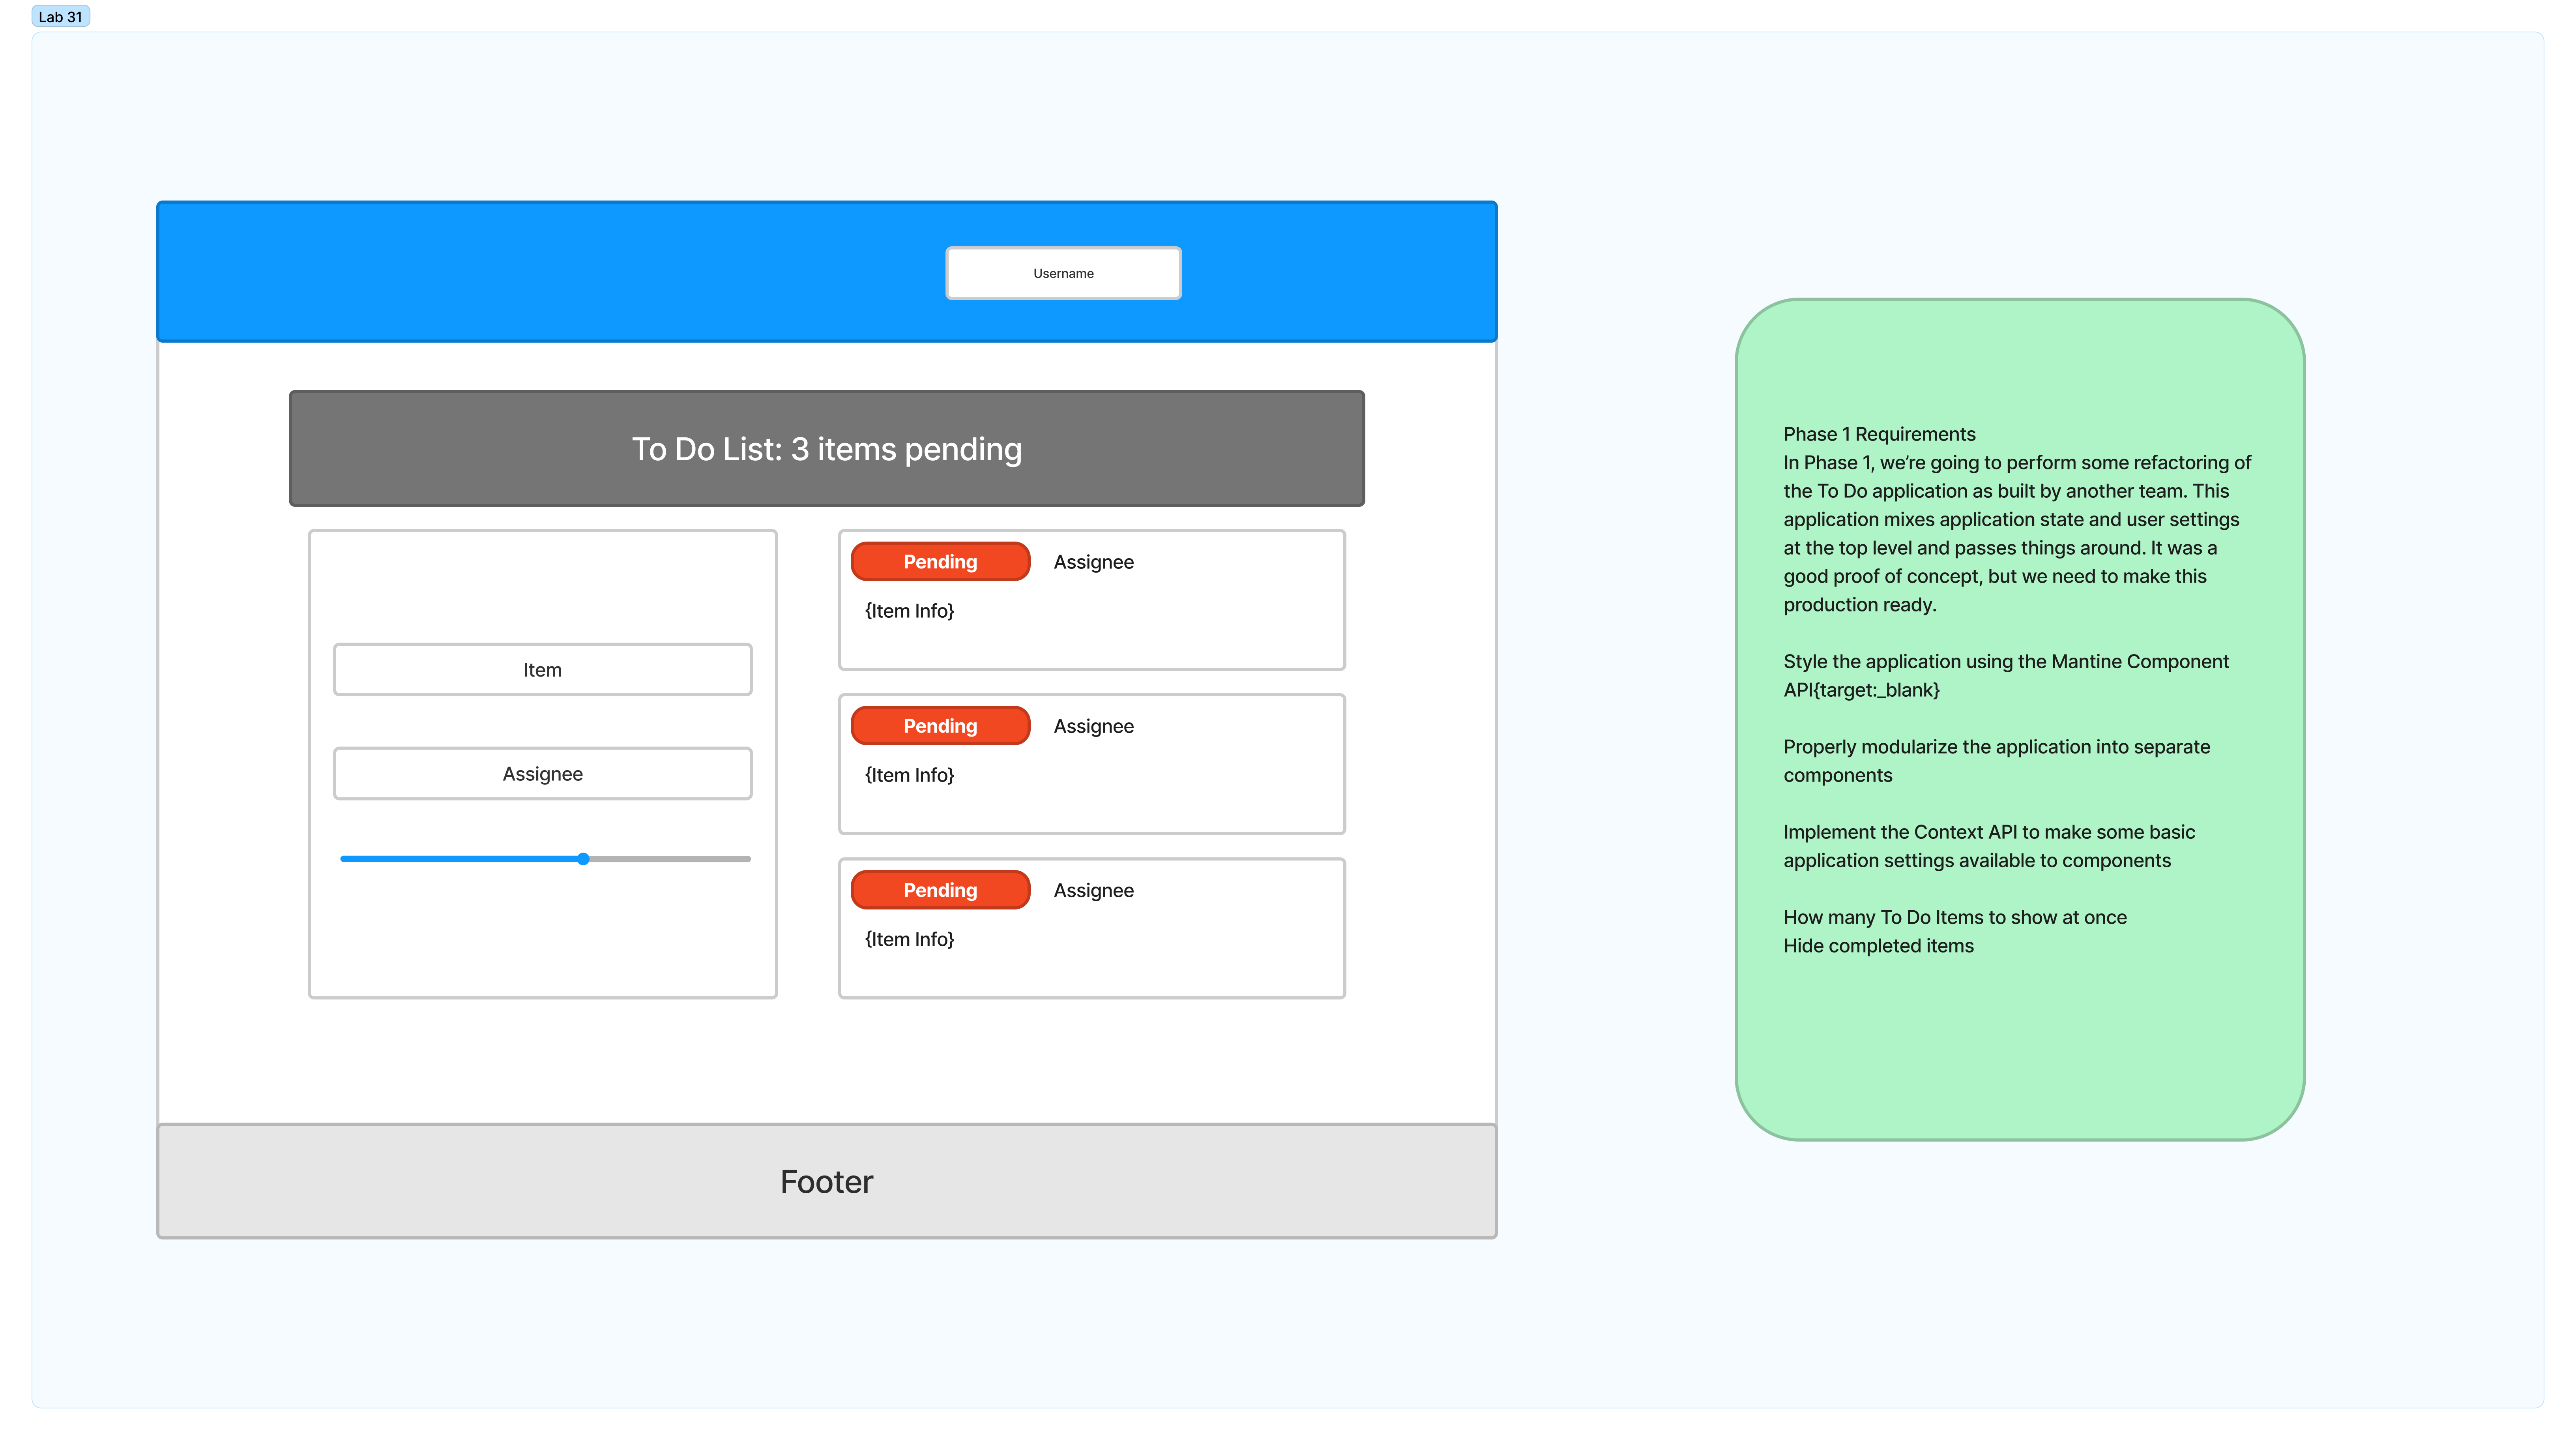 Lab 31
Username
To Do List: 3 items pending
Item
Assignee
Pending
Assignee
{Item Info}
Pending
Assignee
{Item Info}
Pending
Assignee
{Item Info}
Footer
Phase 1 Requirements
In Phase 1, we’re going to perform some refactoring of
the To Do application as built by another team. This
application mixes application state and user settings
at the top level and passes things around. It was a
good proof of concept, but we need to make this
production ready.
Style the application using the Mantine Component
API{target:_blank}
Properly modularize the application into separate
components
Implement the Context API to make some basic
application settings available to components
How many To Do Items to show at once
Hide completed items